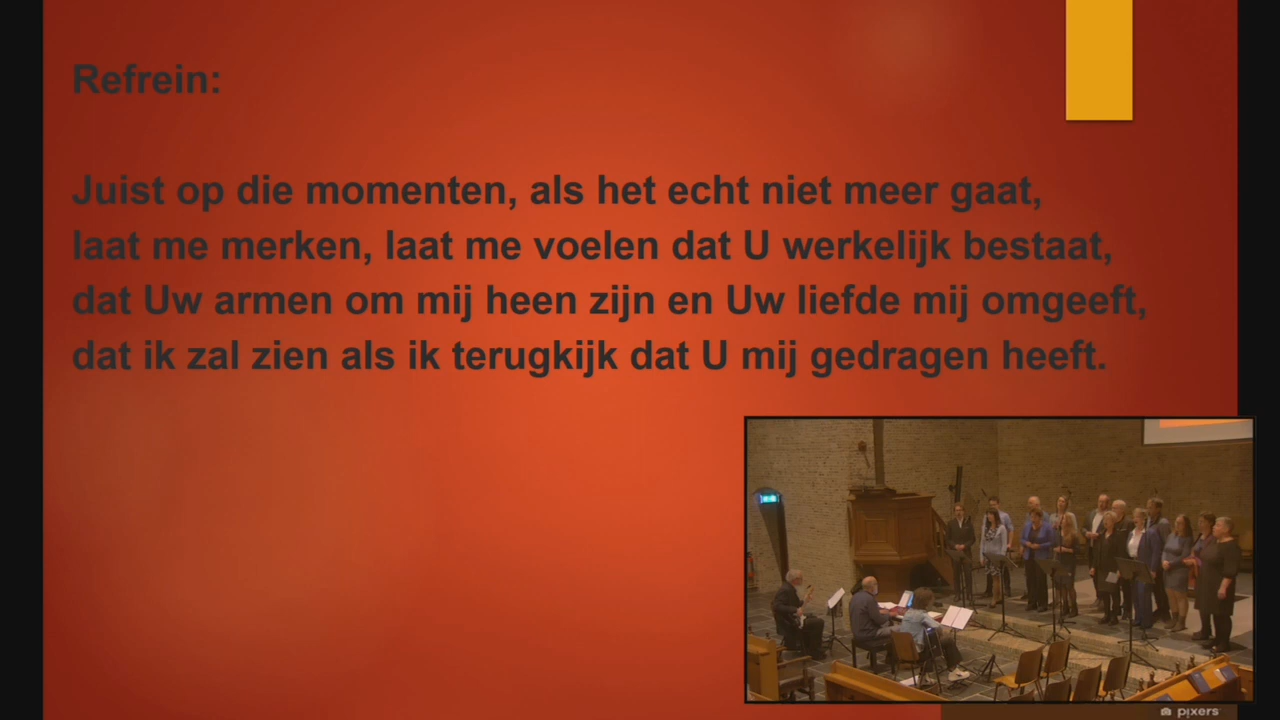 Refrein:
Juist op die momenten, als het echt niet meer gaat,
laat me merken, laat me voelen dat U werkelijk bestaat,
dat Uw armen om mij heen zijn en Uw liefde mij omgeeft,
dat ik zal zien als ik terugkijk dat U mij gedragen heeft.
pixers